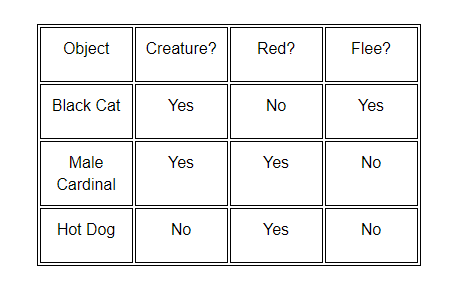 Object Creature? Red? Flee?
Black Cat Yes No Yes
Male Cardinal Yes Yes No
Hot Dog No Yes No